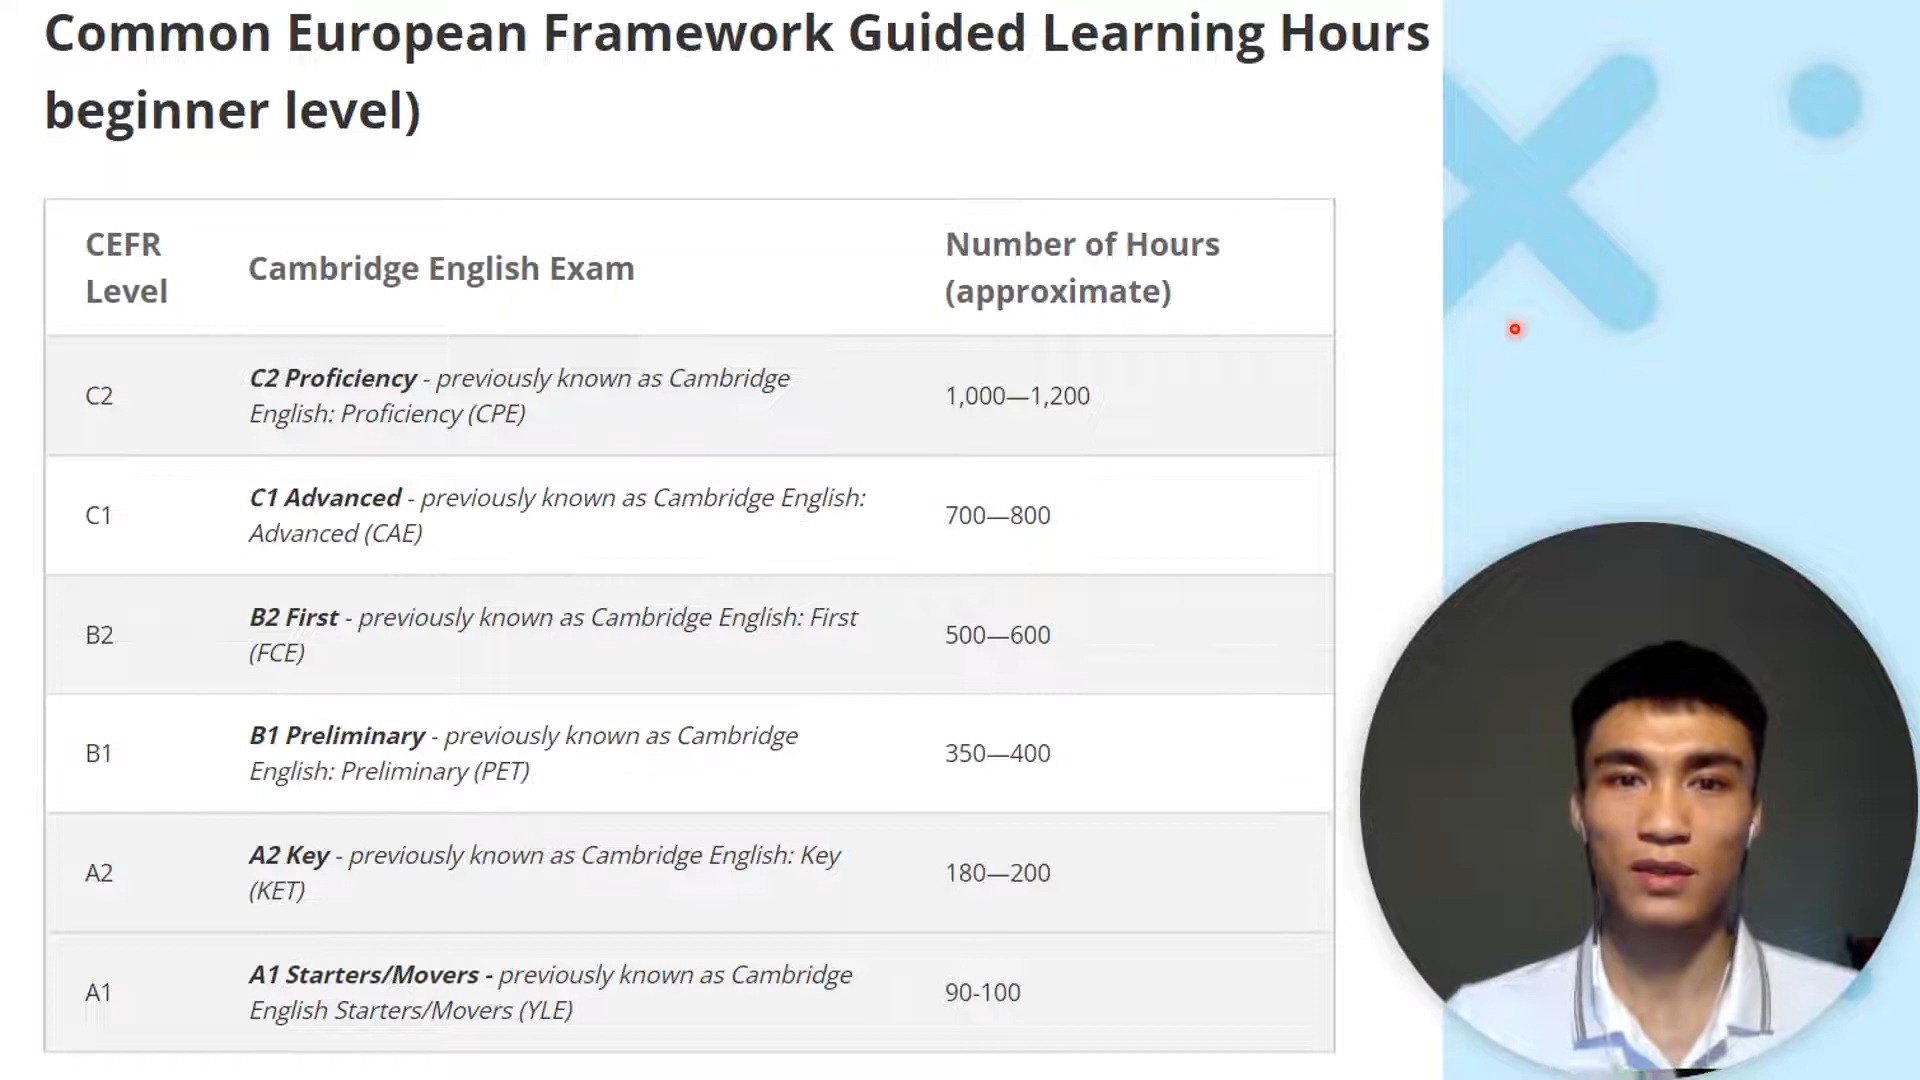 Common European Framework Guided Learning Hours
beginner level)
CEFR
Level
Cambridge English Exam
Number of Hours
(approximate)
C2
C2 Proficiency - previously known as Cambridge
English: Proficiency (CPE)
1,000—1,200
C1
C1 Advanced - previously known as Cambridge English:
Advanced (CAE)
700—800
B2
B2 First - previously known as Cambridge English: First
(FCE)
500—600
B1
B1 Preliminary - previously known as Cambridge
English: Preliminary (PET)
350—400
A2
A2 Key - previously known as Cambridge English: Key
(KET)
180—200
A1
A1 Starters/Movers - previously known as Cambridge
English Starters/Movers (YLE)
90-100